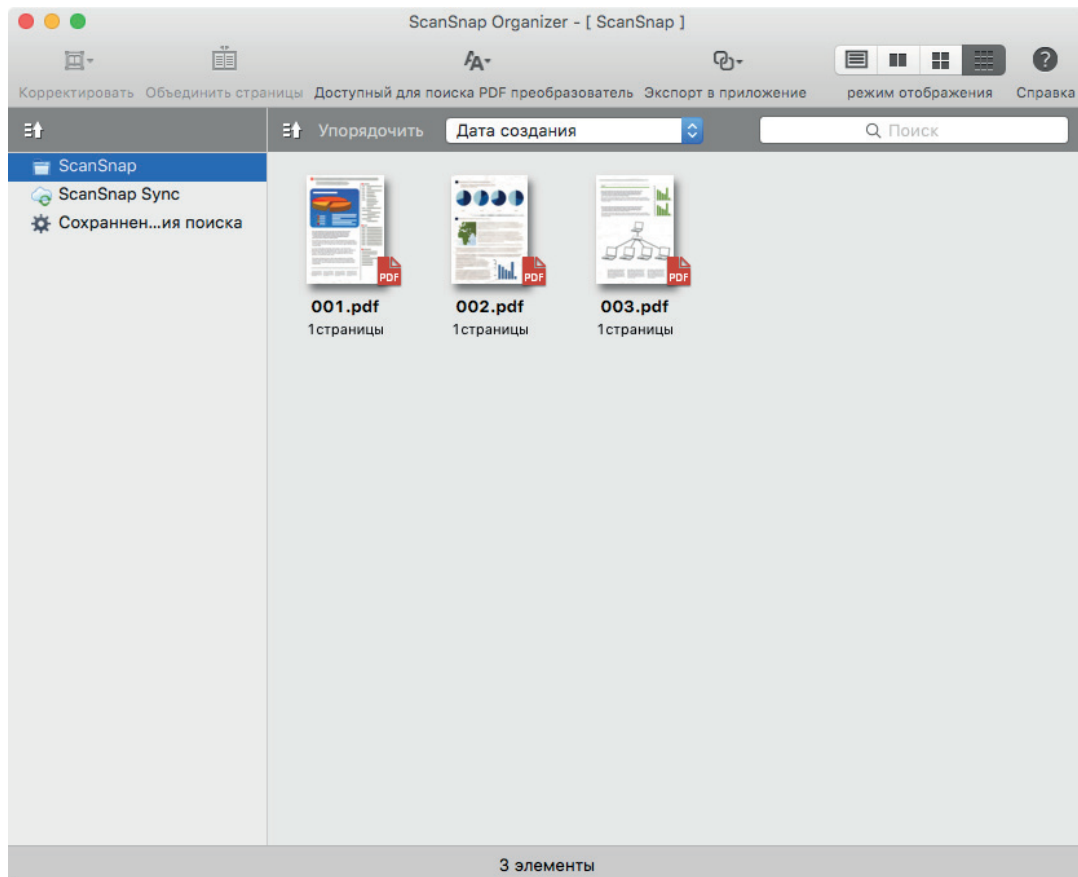 ScanSnap Organizer - [ ScanSnap ]
Корректировать Объединить страницы Доступный для поиска PDF преобразователь Экспорт в приложение режим отображения Справка
Упорядочить Дата создания Поиск
ScanSnap
ScanSnap Sync
Сохраннен...ия поиска
PDF PDF PDF
001.pdf 002.pdf 003.pdf
1страницы 1страницы 1страницы
3 элементы